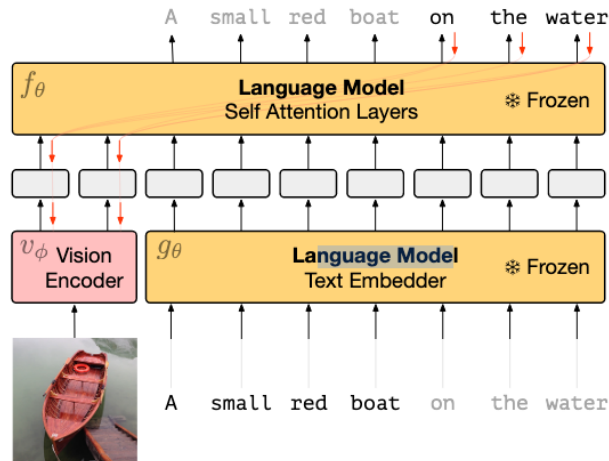 A small red boat on the water
fθ
Language Model
Self Attention Layers
❄ Frozen
vϕ Vision
Encoder
gθ
Language Model
Text Embedder
❄ Frozen
A small red boat on the water